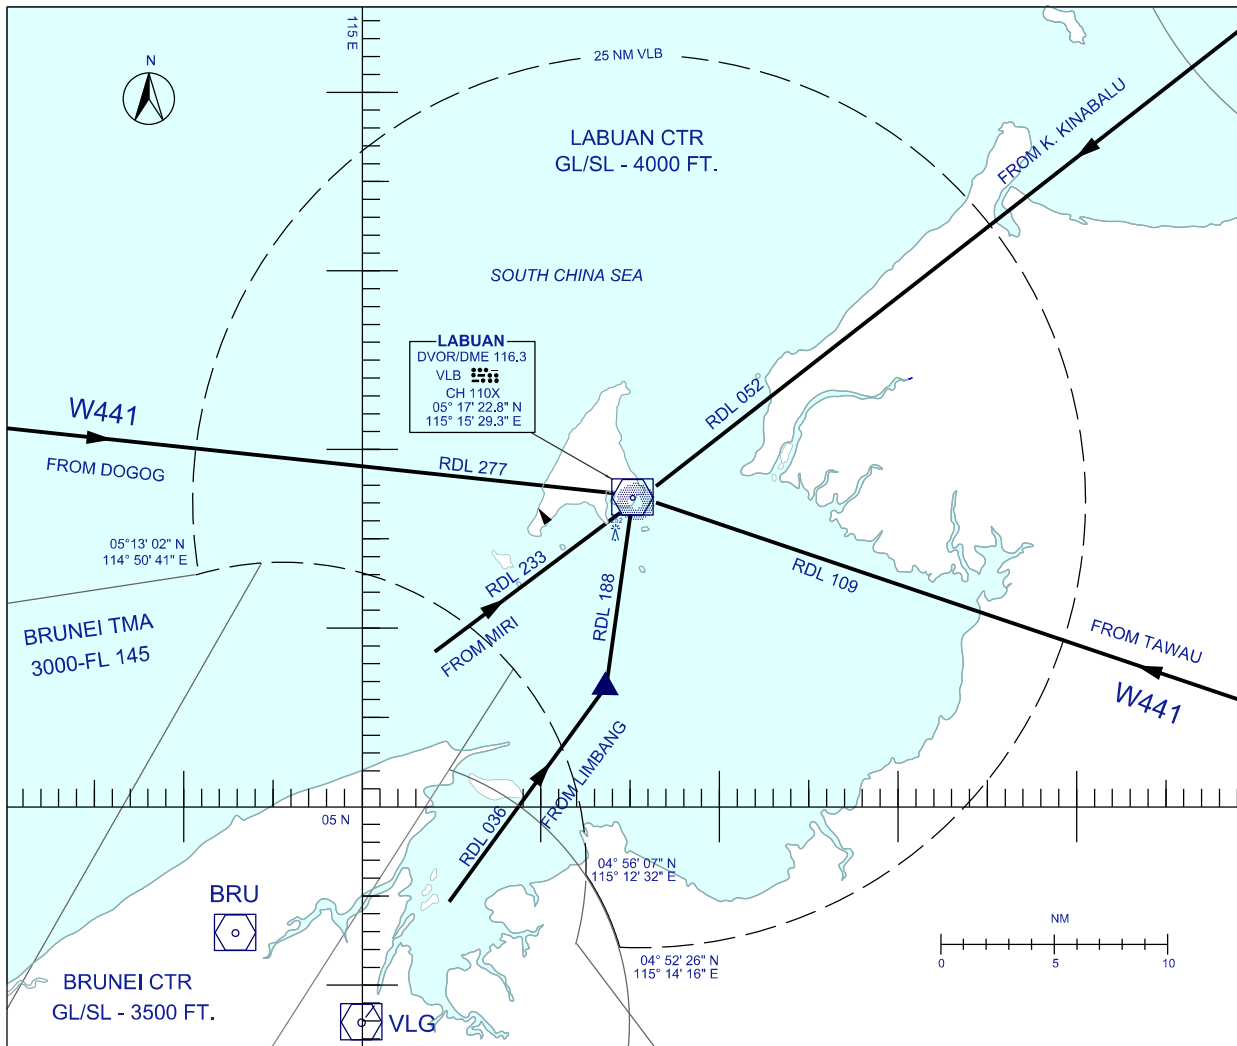 115 E
N
25 NM VLB
LABUAN CTR
GL/SL - 4000 FT.
FROM K. KINABALU
SOUTH CHINA SEA
LABUAN
DVOR/DME 116.3
VLB
CH 110X
05° 17' 22.8" N
115° 15' 29.3" E
W441
FROM DOGOG
RDL 277
RDL 052
05°13' 02" N
114° 50' 41" E
RDL 233
FROM MIRI
RDL 188
RDL 109
FROM TAWAU
W441
BRUNEI TMA
3000-FL 145
05 N
RDL 036
FROM LIMBANG
04° 56' 07" N
115° 12' 32" E
BRU
04° 52' 26" N
115° 14' 16" E
NM
0 5 10
BRUNEI CTR
GL/SL - 3500 FT.
VLG